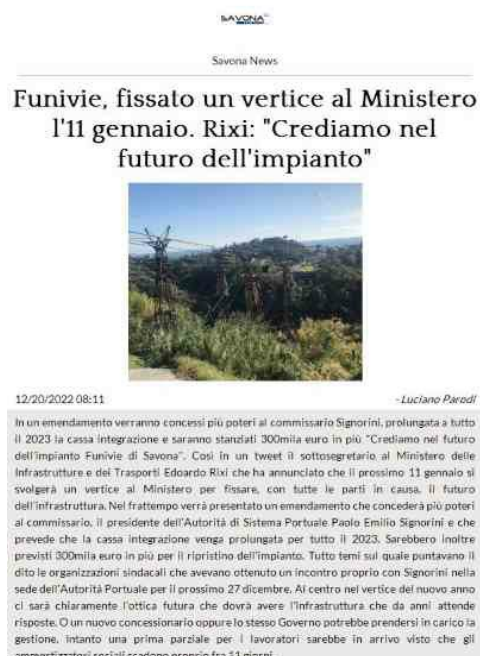 SAVONA
Savona News
Funivie, fissato un vertice al Ministero
l'11 gennaio. Rixi: "Crediamo nel
futuro dell'impianto"
12/20/2022 08:11
- Luciano Parodi
In un emendamento verranno concessi più poteri al commissario Signorini, prolungata a tutto
il 2023 la cassa integrazione e saranno stanziati 300mila euro in più "Crediamo nel futuro
dell'impianto Funivie di Savona". Così in un tweet il sottosegretario al Ministero delle
Infrastrutture e dei Trasporti Edoardo Rixi che ha annunciato che il prossimo 11 gennaio si
svolgerà un vertice al Ministero per fissare, con tutte le parti in causa, il futuro
dell'infrastruttura. Nel frattempo verrà presentato un emendamento che concederà più poteri
al commissario, il presidente dell'Autorità di Sistema Portuale Paolo Emilio Signorini e che
prevede che la cassa integrazione venga prolungata per tutto il 2023. Sarebbero inoltre
previsti 300mila euro in più per il ripristino dell'impianto. Tutto temi sul quale puntavano il
dito le organizzazioni sindacali che avevano ottenuto un incontro proprio con Signorini nella
sede dell'Autorità Portuale per il prossimo 27 dicembre. Al centro nel vertice del nuovo anno
ci sarà chiaramente l'ottica futura che dovrà avere l'infrastruttura che da anni attende
risposte. O un nuovo concessionario oppure lo stesso Governo potrebbe prendersi in carico la
gestione, intanto una prima parziale per i lavoratori sarebbe in arrivo visto che gli
ammortizzatori sociali scadono proprio fra 11 giorni.